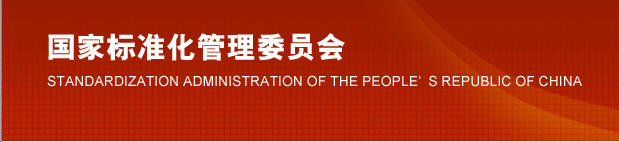 国家标准化管理委员会
STANDARDIZATION ADMINISTRATION OF THE PEOPLE’ S REPUBLIC OF CHINA